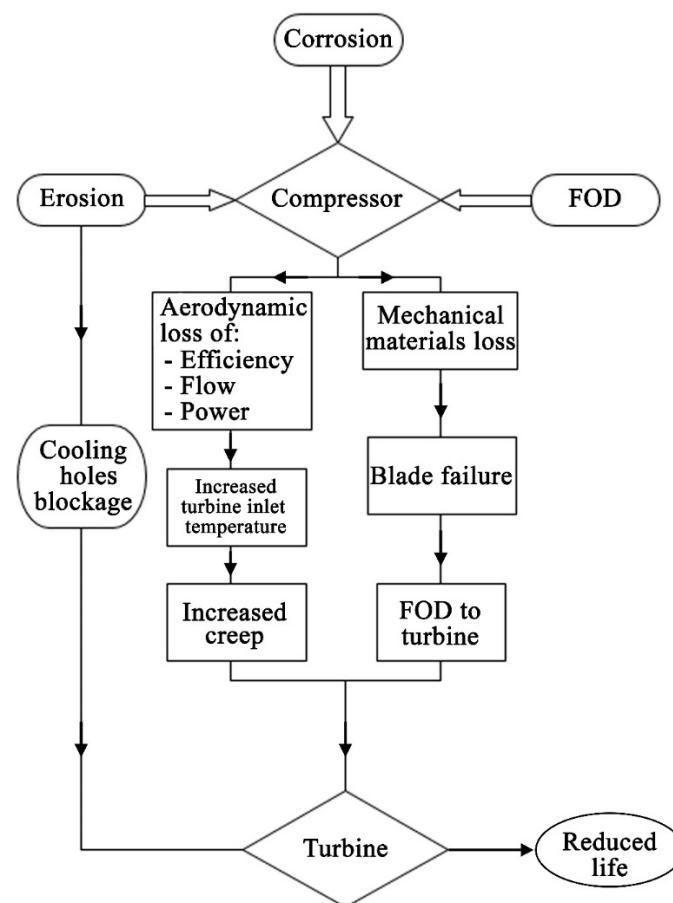 Corrosion
Erosion
Compressor
FOD
Aerodynamic
loss of:
- Efficiency
- Flow
- Power
Mechanical
materials loss
Cooling
holes
blockage
Increased
turbine inlet
temperature
Blade failure
Increased
creep
FOD to
turbine
Turbine
Reduced
life